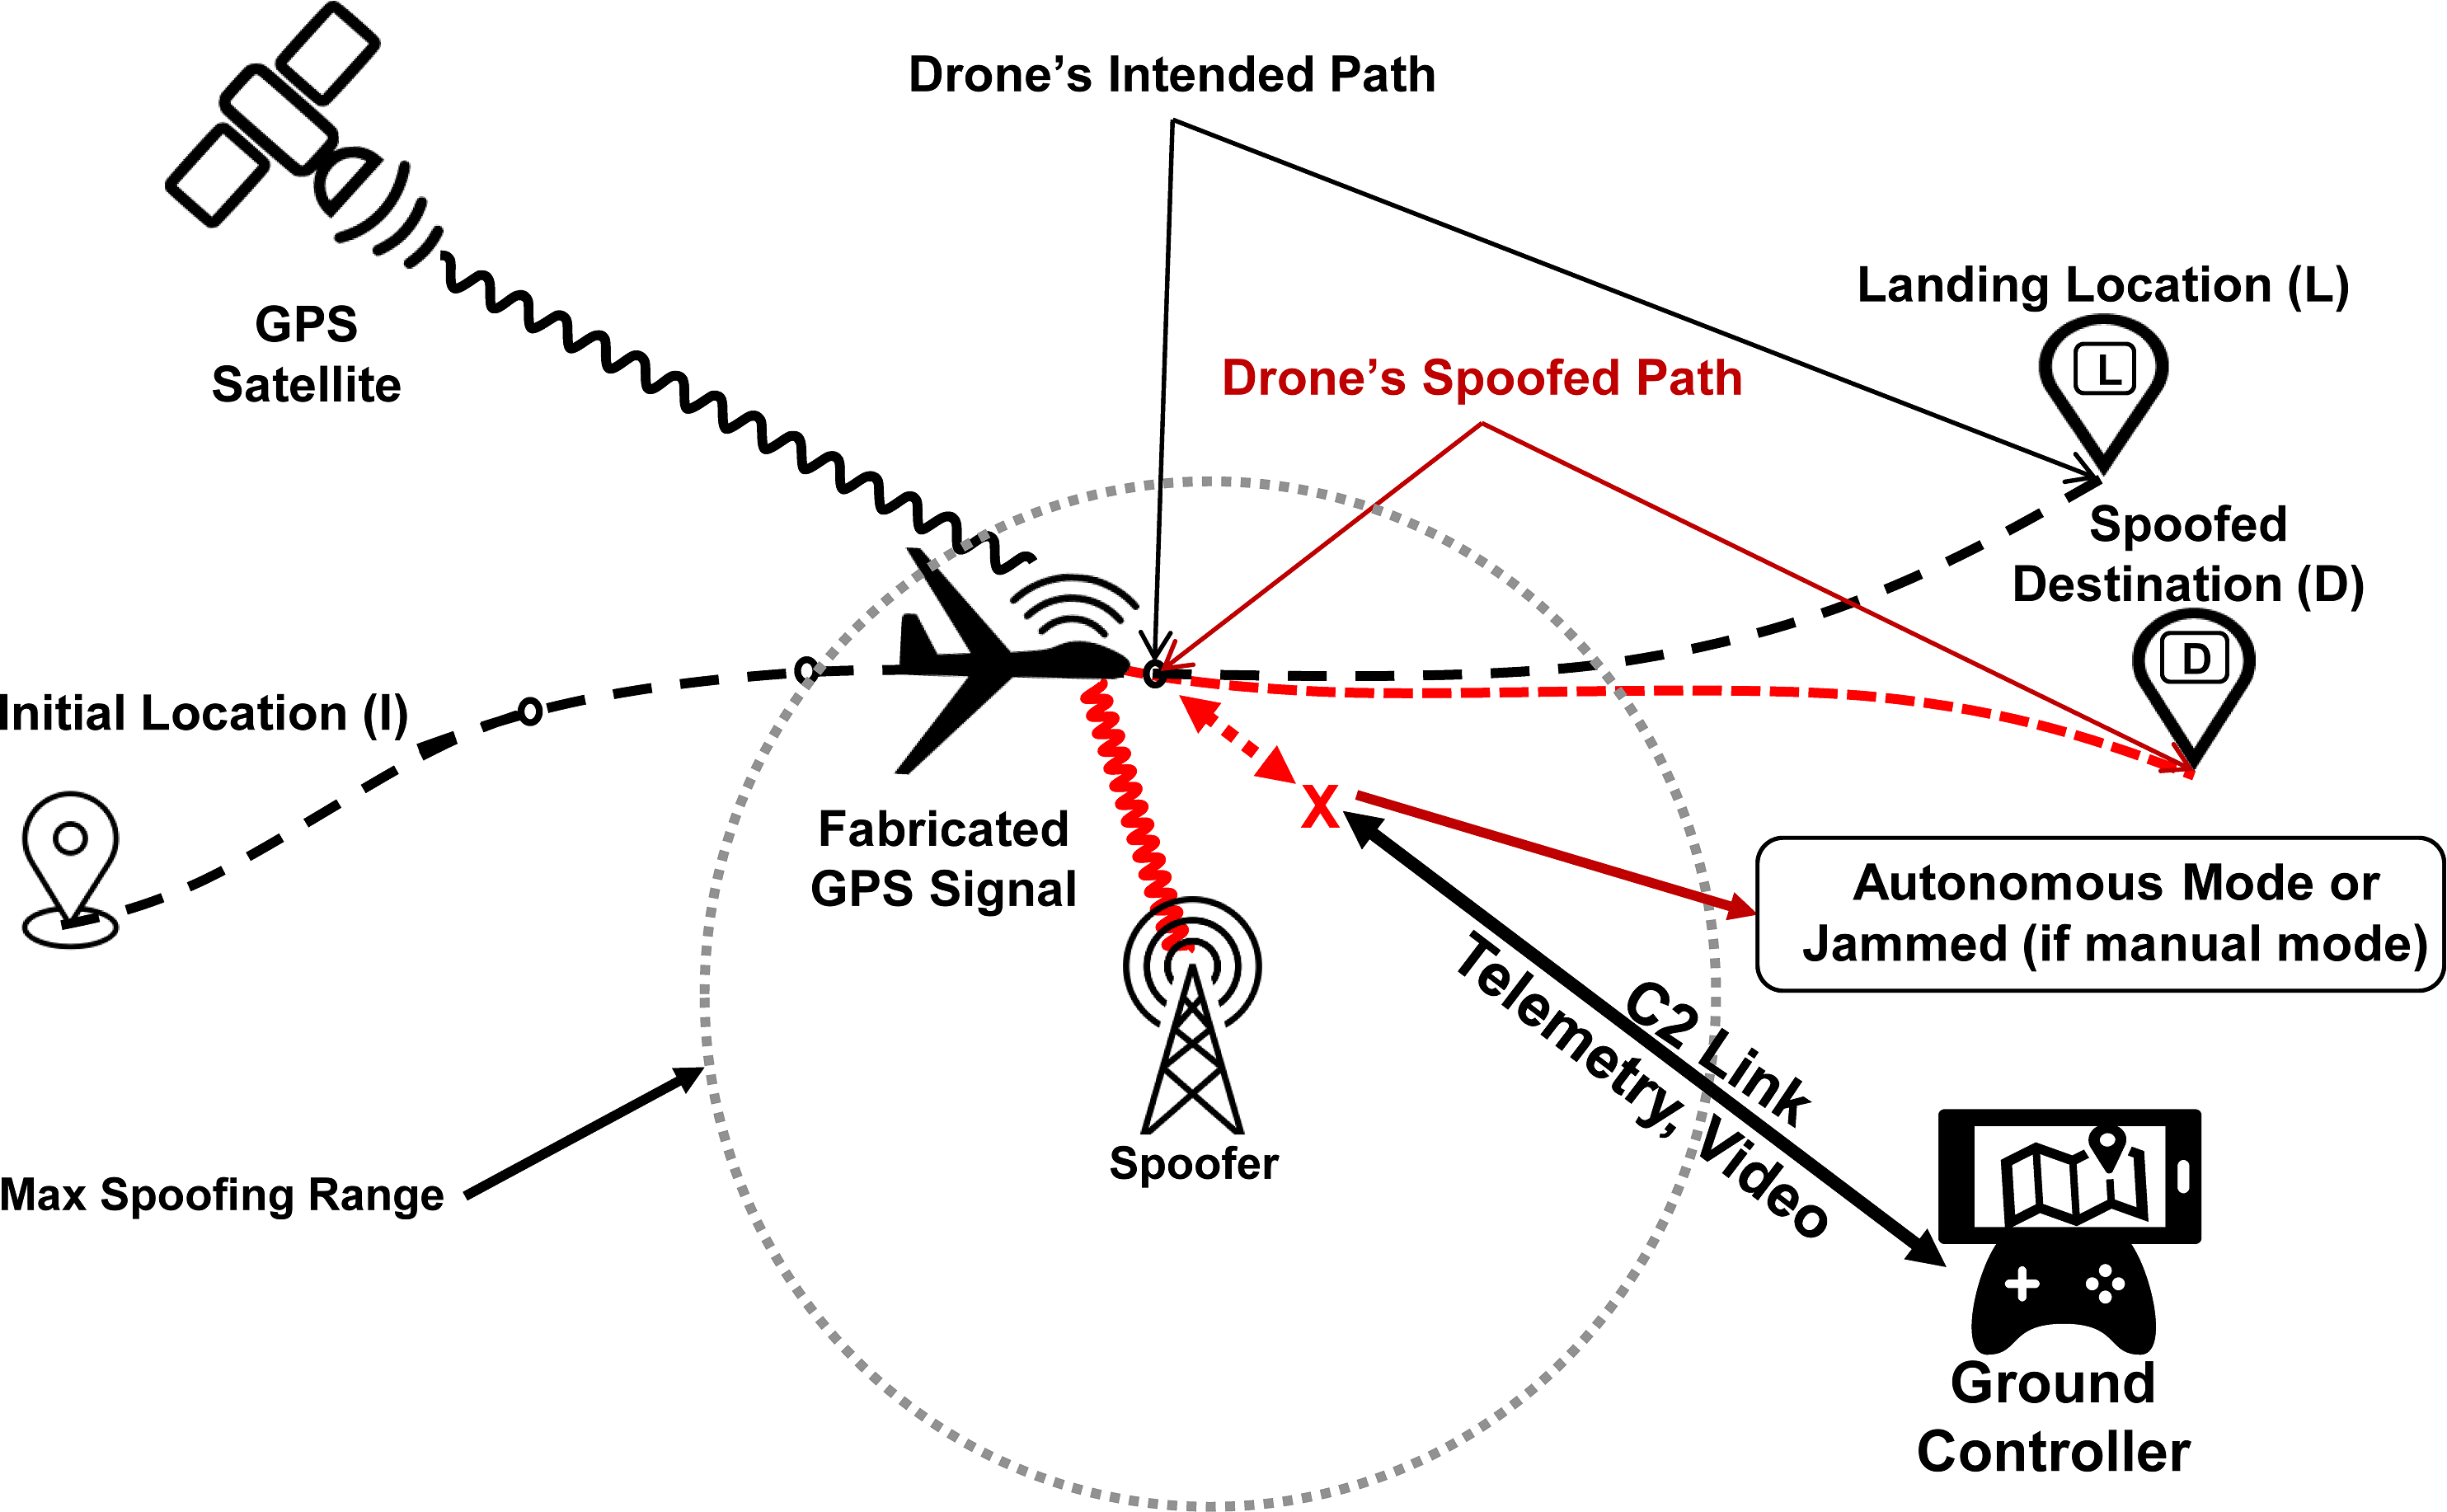 Drone’s Intended Path
GPS
Satellite
Landing Location (L)
L
Drone’s Spoofed Path
Spoofed
Destination (D)
D
Initial Location (I)
Fabricated
GPS Signal
X
Autonomous Mode or
Jammed (if manual mode)
C2 Link
Telemetry, Video
Spoofer
Max Spoofing Range
Ground
Controller